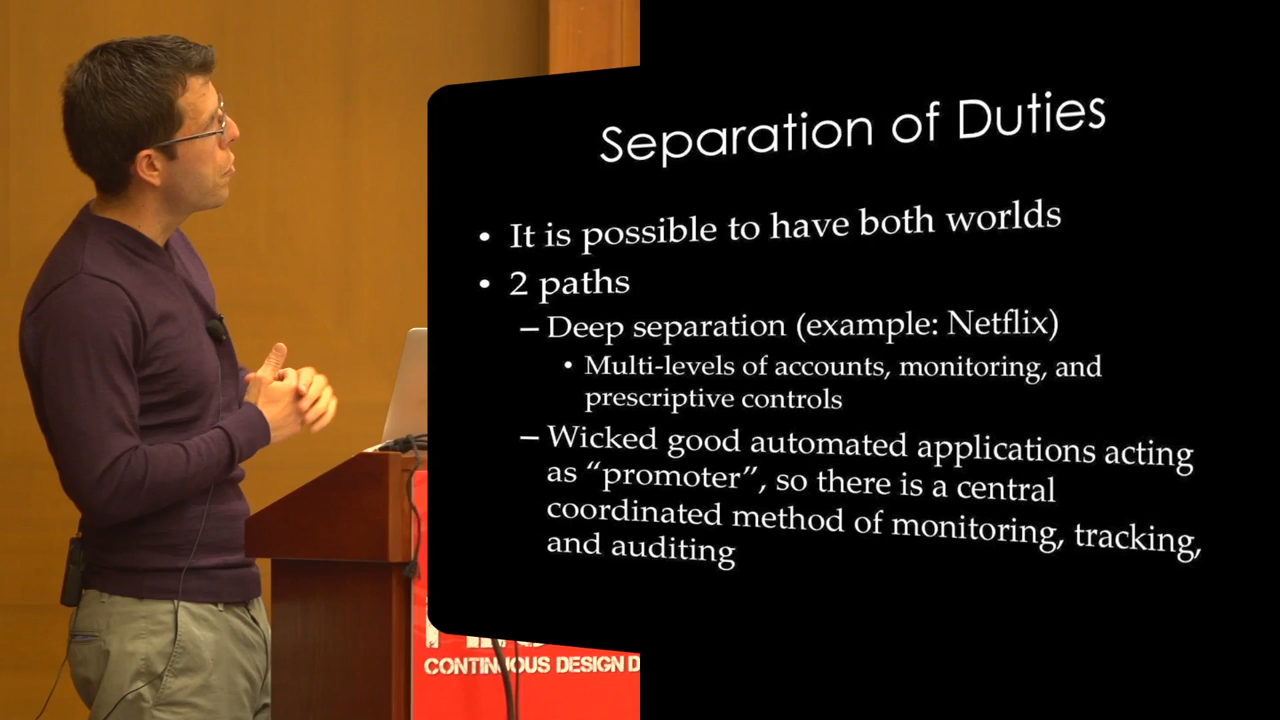 Separation of Duties
• It is possible to have both worlds
• 2 paths
– Deep separation (example: Netflix)
• Multi-levels of accounts, monitoring, and
prescriptive controls
– Wicked good automated applications acting
as “promoter”, so there is a central
coordinated method of monitoring, tracking,
and auditing
CONTINUOUS DESIGN D